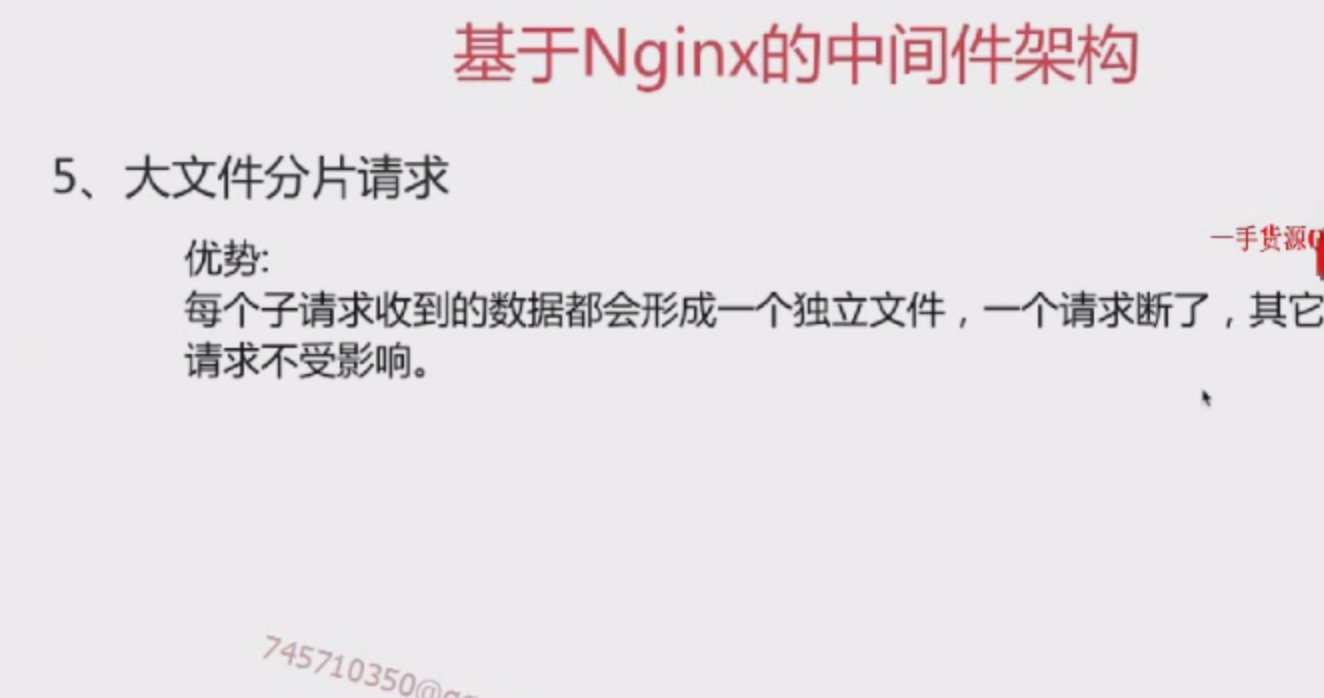 基于Nginx的中间件架构
5、大文件分片请求
优势:
一手货源
每个子请求收到的数据都会形成一个独立文件，一个请求断了，其它
请求不受影响。
745710350@